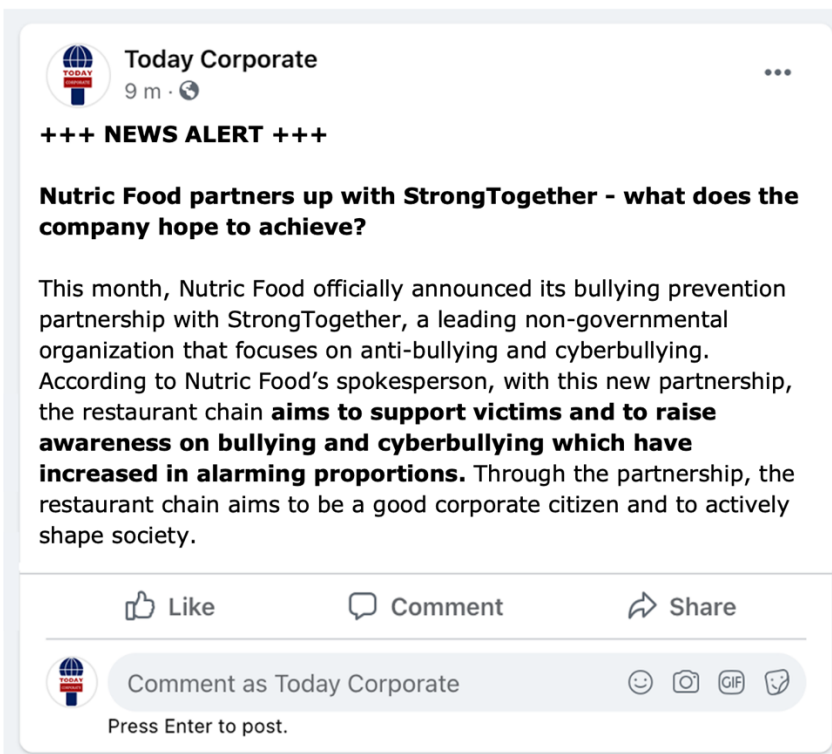 Today Corporate
TODAY
CORPORATE
9 m ·
+++ NEWS ALERT +++
Nutric Food partners up with StrongTogether - what does the
company hope to achieve?
This month, Nutric Food officially announced its bullying prevention
partnership with StrongTogether, a leading non-governmental
organization that focuses on anti-bullying and cyberbullying.
According to Nutric Food’s spokesperson, with this new partnership,
the restaurant chain aims to support victims and to raise
awareness on bullying and cyberbullying which have
increased in alarming proportions. Through the partnership, the
restaurant chain aims to be a good corporate citizen and to actively
shape society.
Like Comment Share
TODAY
CORPORATE
Comment as Today Corporate
GIF
Press Enter to post.